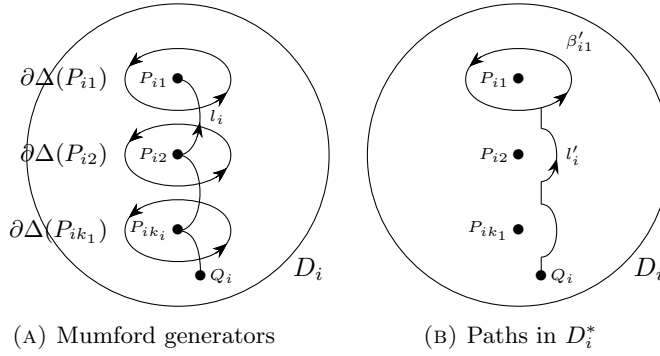 ∂Δ(P_{i1}) P_{i1} β′_{i1} P_{i1}
l_i
∂Δ(P_{i2}) P_{i2} P_{i2} l′_i
∂Δ(P_{ik_1}) P_{ik_i} P_{ik_1}
Q_i D_i Q_i D_i
(A) Mumford generators (B) Paths in D_i^*